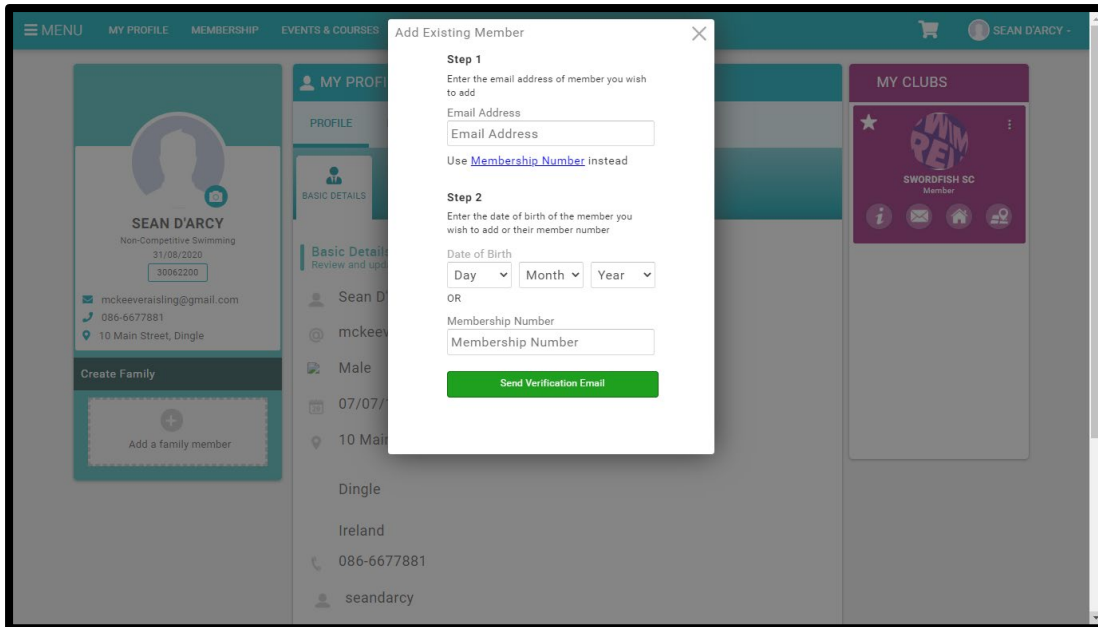 MENU
MY PROFILE
MEMBERSHIP
EVENTS & COURSES
SEAN D'ARCY
SEAN D'ARCY
Non-Competitive Swimming
31/08/2020
30062200
mckeeveraisling@gmail.com
086-6677881
10 Main Street, Dingle
Create Family
Add a family member
MY PROFI
PROFILE
BASIC DETAILS
Basic Details
Review and upd
Sean D'
mckeev
Male
07/07/
10 Main
Dingle
Ireland
086-6677881
seandarcy
Add Existing Member
Step 1
Enter the email address of member you wish
to add
Email Address
Email Address
Use Membership Number instead
Step 2
Enter the date of birth of the member you
wish to add or their member number
Date of Birth
Day Month Year
OR
Membership Number
Membership Number
Send Verification Email
MY CLUBS
SWORDFISH SC
Member